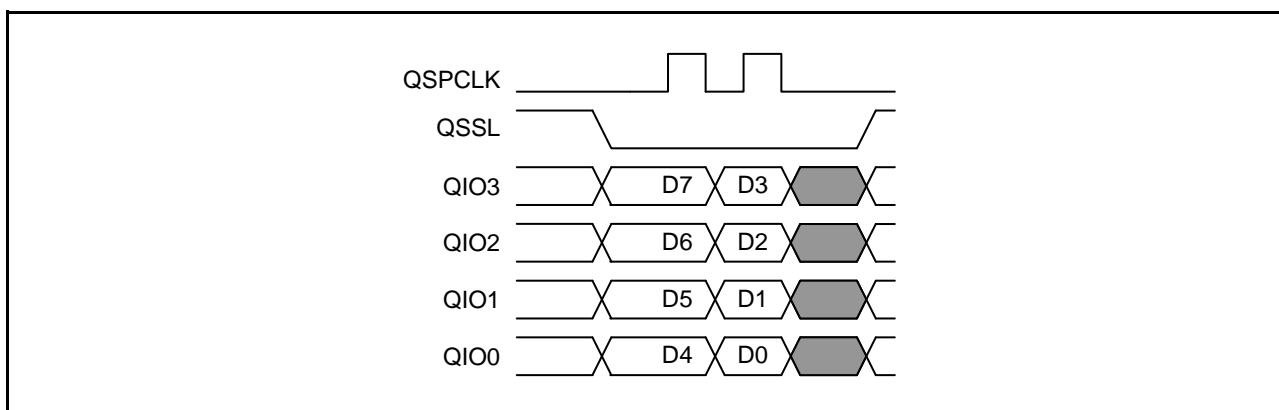 QSPCLK
QSSL
QIO3 D7 D3
QIO2 D6 D2
QIO1 D5 D1
QIO0 D4 D0